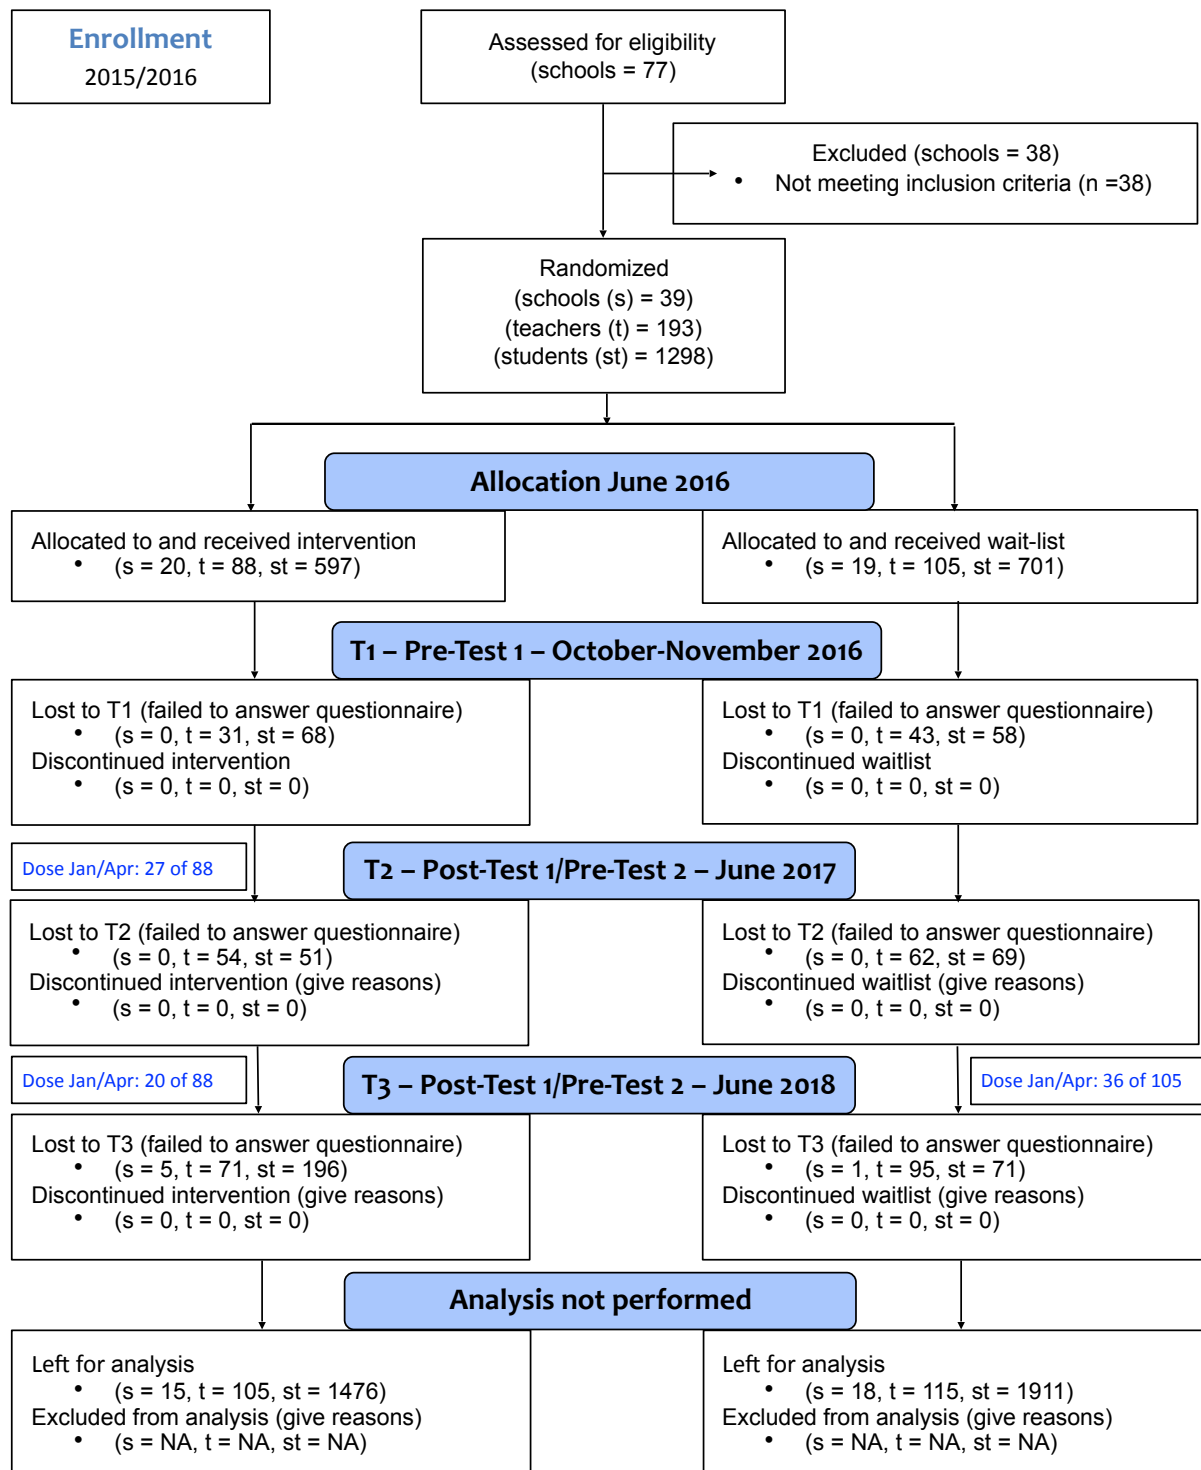 Enrollment
2015/2016
Assessed for eligibility
(schools = 77)
Excluded (schools = 38)
• Not meeting inclusion criteria (n =38)
Randomized
(schools (s) = 39)
(teachers (t) = 193)
(students (st) = 1298)
Allocation June 2016
Allocated to and received intervention
• (s = 20, t = 88, st = 597)
Allocated to and received wait-list
• (s = 19, t = 105, st = 701)
T1 – Pre-Test 1 – October-November 2016
Lost to T1 (failed to answer questionnaire)
• (s = 0, t = 31, st = 68)
Discontinued intervention
• (s = 0, t = 0, st = 0)
Lost to T1 (failed to answer questionnaire)
• (s = 0, t = 43, st = 58)
Discontinued waitlist
• (s = 0, t = 0, st = 0)
Dose Jan/Apr: 27 of 88
T2 – Post-Test 1/Pre-Test 2 – June 2017
Lost to T2 (failed to answer questionnaire)
• (s = 0, t = 54, st = 51)
Discontinued intervention (give reasons)
• (s = 0, t = 0, st = 0)
Lost to T2 (failed to answer questionnaire)
• (s = 0, t = 62, st = 69)
Discontinued waitlist (give reasons)
• (s = 0, t = 0, st = 0)
Dose Jan/Apr: 20 of 88
T3 – Post-Test 1/Pre-Test 2 – June 2018
Dose Jan/Apr: 36 of 105
Lost to T3 (failed to answer questionnaire)
• (s = 5, t = 71, st = 196)
Discontinued intervention (give reasons)
• (s = 0, t = 0, st = 0)
Lost to T3 (failed to answer questionnaire)
• (s = 1, t = 95, st = 71)
Discontinued waitlist (give reasons)
• (s = 0, t = 0, st = 0)
Analysis not performed
Left for analysis
• (s = 15, t = 105, st = 1476)
Excluded from analysis (give reasons)
• (s = NA, t = NA, st = NA)
Left for analysis
• (s = 18, t = 115, st = 1911)
Excluded from analysis (give reasons)
• (s = NA, t = NA, st = NA)